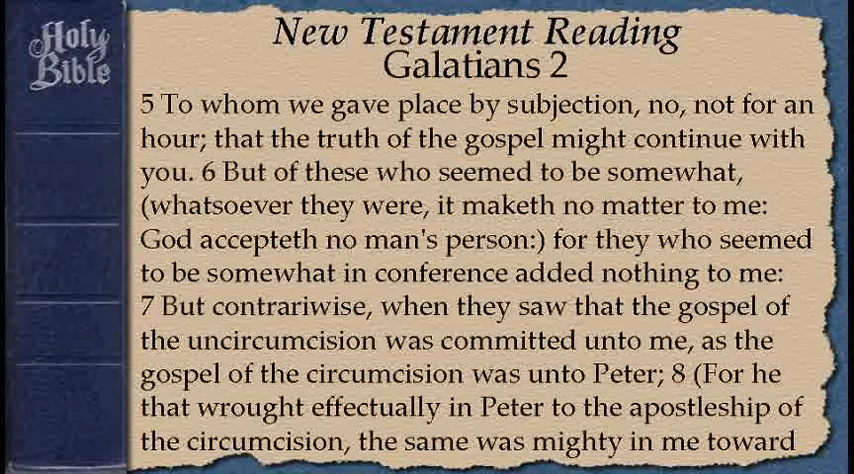 Holy
Bible
New Testament Reading
Galatians 2
5 To whom we gave place by subjection, no, not for an
hour; that the truth of the gospel might continue with
you. 6 But of these who seemed to be somewhat,
(whatsoever they were, it maketh no matter to me:
God accepteth no man's person:) for they who seemed
to be somewhat in conference added nothing to me:
7 But contrariwise, when they saw that the gospel of
the uncircumcision was committed unto me, as the
gospel of the circumcision was unto Peter; 8 (For he
that wrought effectually in Peter to the apostleship of
the circumcision, the same was mighty in me toward